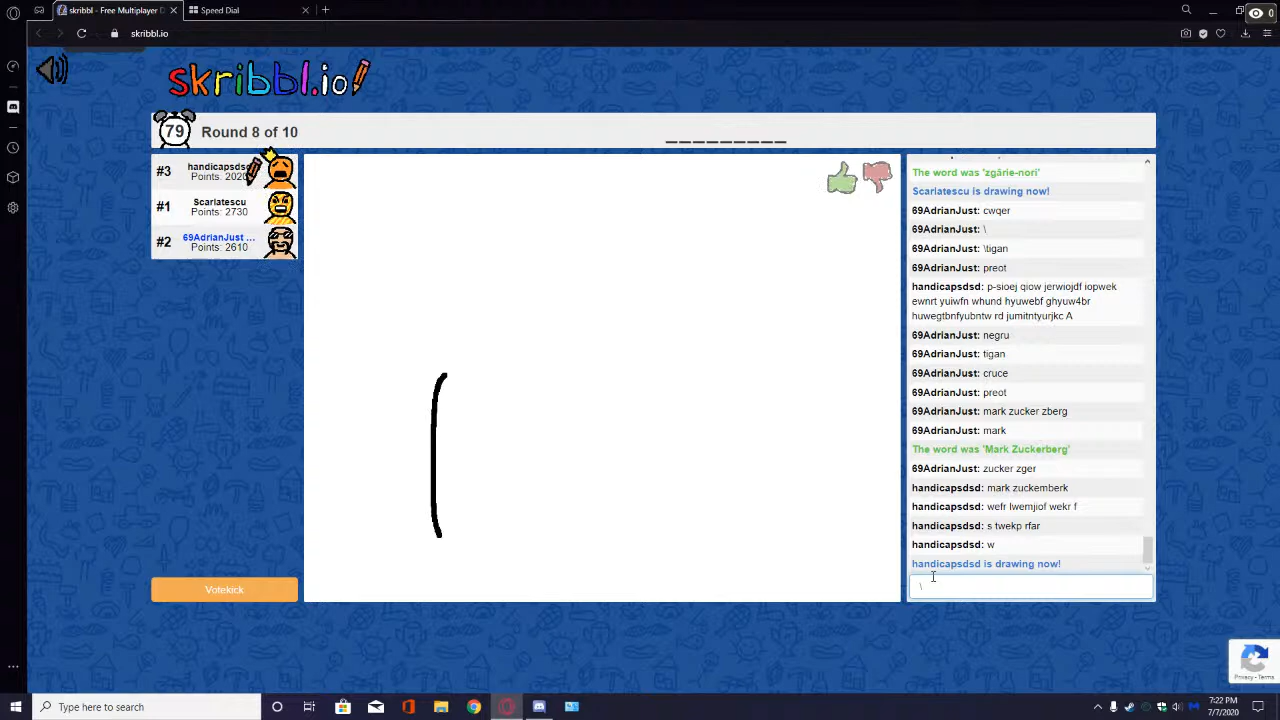 skribbl - Free Multiplayer D
Speed Dial
0
skribbl.io
skribbl.io
79
Round 8 of 10
_________
#3
handicapsdsd
Points: 2020
#1
Scarlatescu
Points: 2730
#2
69AdrianJust ...
Points: 2610
Votekick
The word was 'zgârie-nori'
Scarlatescu is drawing now!
69AdrianJust: cwqer
69AdrianJust: \
69AdrianJust: \tigan
69AdrianJust: preot
handicapsdsd: p-sioej qiow jerwiojdf iopwek
ewnrt yuiwfn whund hyuwebf ghyuw4br
huwegtbnfyubntw rd jumitntyurjkc A
69AdrianJust: negru
69AdrianJust: tigan
69AdrianJust: cruce
69AdrianJust: preot
69AdrianJust: mark zucker zberg
69AdrianJust: mark
The word was 'Mark Zuckerberg'
69AdrianJust: zucker zger
handicapsdsd: mark zuckemberk
handicapsdsd: wefr lwemjiof wekr f
handicapsdsd: s twekp rfar
handicapsdsd: w
handicapsdsd is drawing now!
\
Privacy - Terms
Type here to search
7:22 PM
7/7/2020